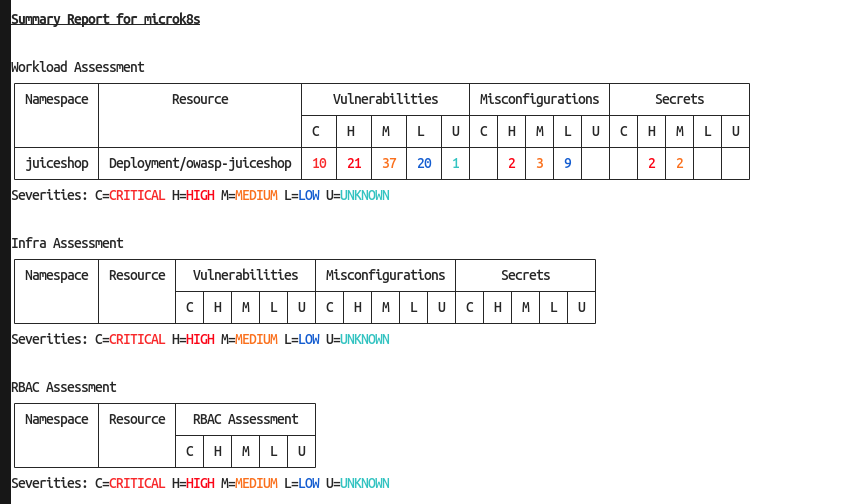 Summary Report for microk8s
Workload Assessment
Namespace Resource Vulnerabilities Misconfigurations Secrets
C H M L U C H M L U C H M L U
juiceshop Deployment/owasp-juiceshop 10 21 37 20 1 2 3 9 2 2
Severities: C=CRITICAL H=HIGH M=MEDIUM L=LOW U=UNKNOWN
Infra Assessment
Namespace Resource Vulnerabilities Misconfigurations Secrets
C H M L U C H M L U C H M L U
Severities: C=CRITICAL H=HIGH M=MEDIUM L=LOW U=UNKNOWN
RBAC Assessment
Namespace Resource RBAC Assessment
C H M L U
Severities: C=CRITICAL H=HIGH M=MEDIUM L=LOW U=UNKNOWN